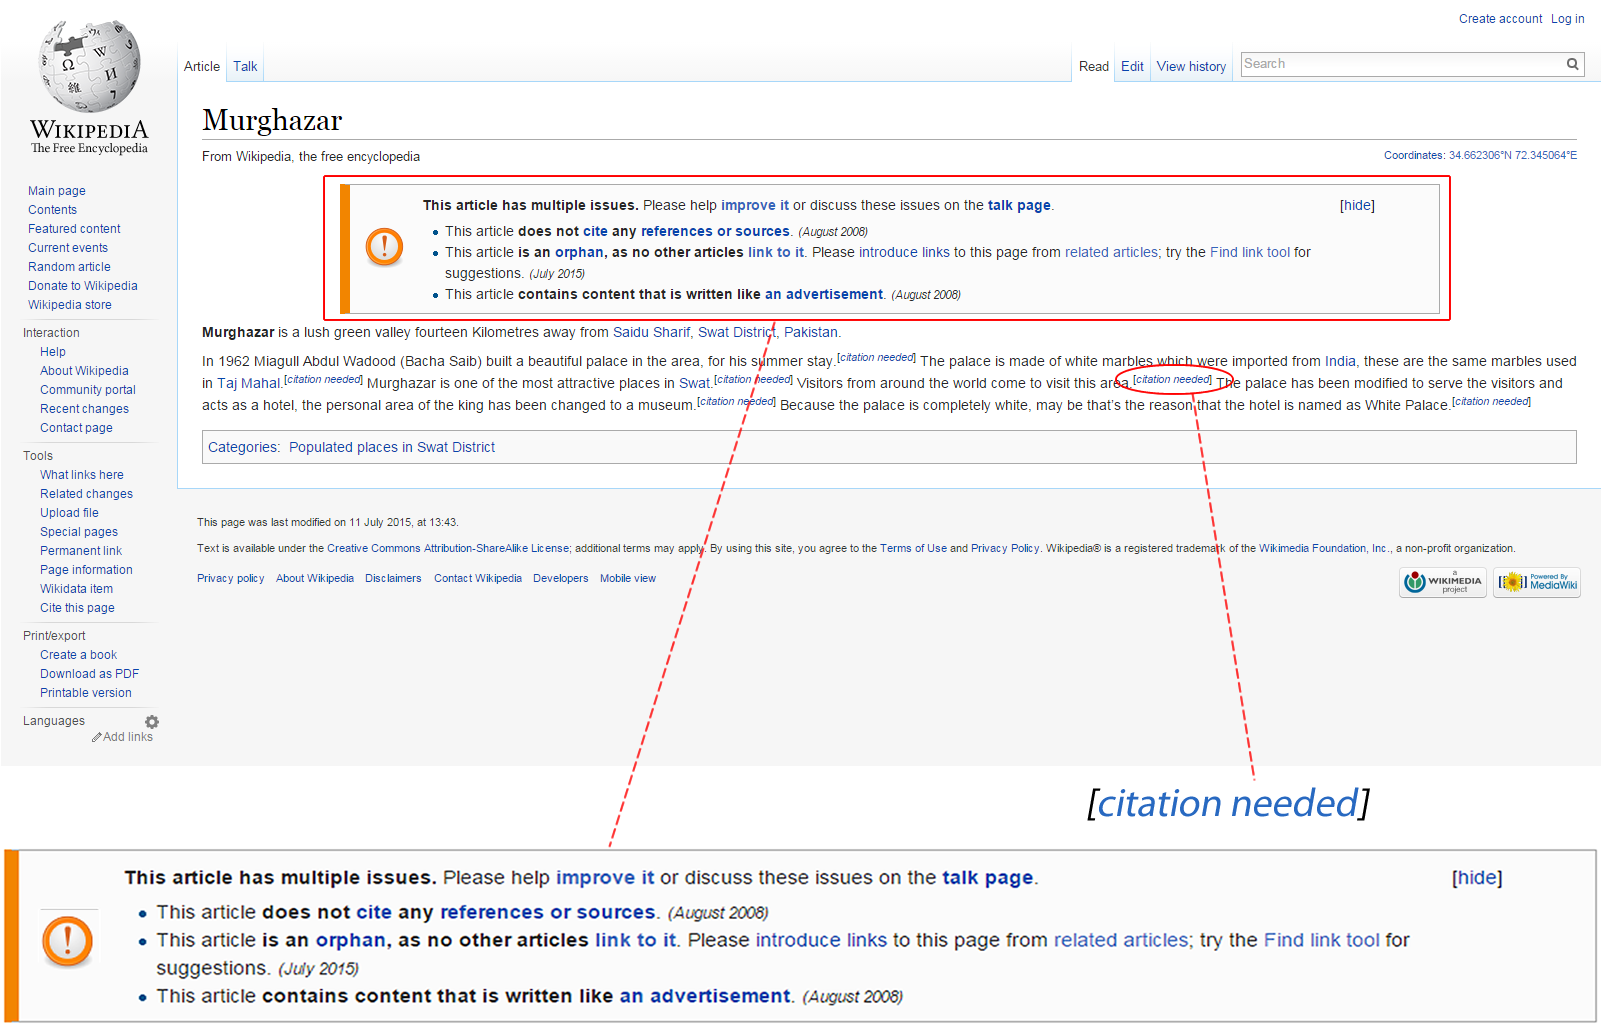 Create account Log in
WIKIPEDIA
The Free Encyclopedia
Article Talk
Read Edit View history Search
Murghazar
From Wikipedia, the free encyclopedia
Coordinates: 34.662306°N 72.345064°E
Main page
Contents
Featured content
Current events
Random article
Donate to Wikipedia
Wikipedia store
Interaction
Help
About Wikipedia
Community portal
Recent changes
Contact page
Tools
What links here
Related changes
Upload file
Special pages
Permanent link
Page information
Wikidata item
Cite this page
Print/export
Create a book
Download as PDF
Printable version
Languages
Add links
This article has multiple issues. Please help improve it or discuss these issues on the talk page. [hide]
• This article does not cite any references or sources. (August 2008)
• This article is an orphan, as no other articles link to it. Please introduce links to this page from related articles; try the Find link tool for
suggestions. (July 2015)
• This article contains content that is written like an advertisement. (August 2008)
Murghazar is a lush green valley fourteen Kilometres away from Saidu Sharif, Swat District, Pakistan.
In 1962 Miagull Abdul Wadood (Bacha Saib) built a beautiful palace in the area, for his summer stay.[citation needed] The palace is made of white marbles which were imported from India, these are the same marbles used
in Taj Mahal.[citation needed] Murghazar is one of the most attractive places in Swat.[citation needed] Visitors from around the world come to visit this area.[citation needed] The palace has been modified to serve the visitors and
acts as a hotel, the personal area of the king has been changed to a museum.[citation needed] Because the palace is completely white, may be that's the reason that the hotel is named as White Palace.[citation needed]
Categories: Populated places in Swat District
This page was last modified on 11 July 2015, at 13:43.
Text is available under the Creative Commons Attribution-ShareAlike License; additional terms may apply. By using this site, you agree to the Terms of Use and Privacy Policy. Wikipedia® is a registered trademark of the Wikimedia Foundation, Inc., a non-profit organization.
Privacy policy About Wikipedia Disclaimers Contact Wikipedia Developers Mobile view
a
WIKIMEDIA
project
Powered By
MediaWiki
[citation needed]
This article has multiple issues. Please help improve it or discuss these issues on the talk page. [hide]
• This article does not cite any references or sources. (August 2008)
• This article is an orphan, as no other articles link to it. Please introduce links to this page from related articles; try the Find link tool for
suggestions. (July 2015)
• This article contains content that is written like an advertisement. (August 2008)